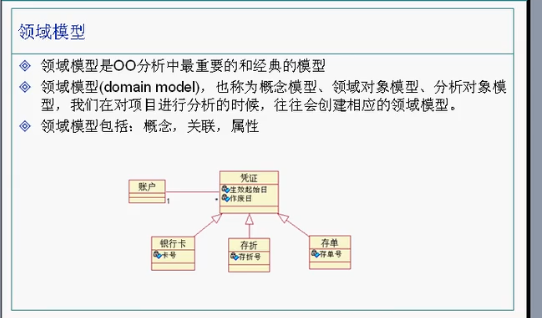 领域模型
领域模型是OO分析中最重要的和经典的模型
领域模型(domain model)，也称为概念模型、领域对象模型、分析对象模
型，我们在对项目进行分析的时候，往往会创建相应的领域模型。
领域模型包括：概念，关联，属性
账户
1
*
凭证
生效起始日
作废日
银行卡
卡号
存折
存折号
存单
存单号